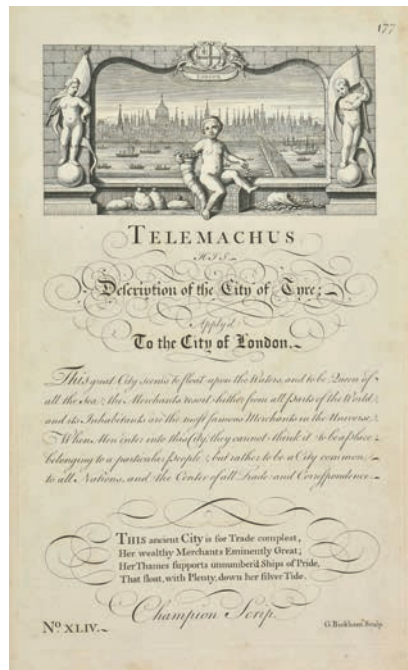 177
LONDON
TELEMACHUS
HIS
Description of the City of Tyre;
Apply'd
To the City of London.
This great City seems to float upon the Waters, and to be Queen of
all the Sea; the Merchants resort thither from all Parts of the World,
and its Inhabitants are the most famous Merchants in the Universe.
When Men enter into this City, they cannot think it to be a place
belonging to a particular People, but rather to be a City common
to all Nations, and the Center of all Trade and Correspondence.
THIS ancient City is for Trade compleat,
Her wealthy Merchants Eminently Great;
Her Thames supports unnumber'd Ships of Pride,
That float, with Plenty, down her silver Tide.
Champion Scrip.
No. XLIV.
G. Bickham Sculp.